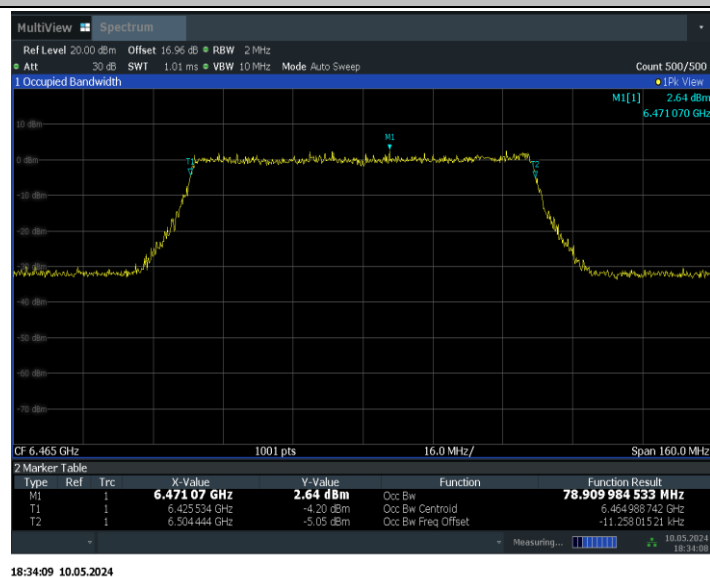 MultiView Spectrum
Ref Level 20.00 dBm Offset 16.96 dB RBW 2 MHz
Att 30 dB SWT 1.01 ms VBW 10 MHz Mode Auto Sweep Count 500/500
1 Occupied Bandwidth 1Pk View
M1[1] 2.64 dBm
6.471 070 GHz
10 dBm
M1
0 dBm
T1
T2
-10 dBm
-20 dBm
-40 dBm
-50 dBm
-60 dBm
-70 dBm
CF 6.465 GHz 1001 pts 16.0 MHz/ Span 160.0 MHz
2 Marker Table
Type Ref Trc X-Value Y-Value Function Function Result
M1 1 6.471 07 GHz 2.64 dBm Occ Bw 78.909 984 533 MHz
T1 1 6.425 534 GHz -4.20 dBm Occ Bw Centroid 6.464 988 742 GHz
T2 1 6.504 444 GHz -5.05 dBm Occ Bw Freq Offset -11.258 015 21 kHz
Measuring... 10.05.2024
18:34:08
18:34:09 10.05.2024